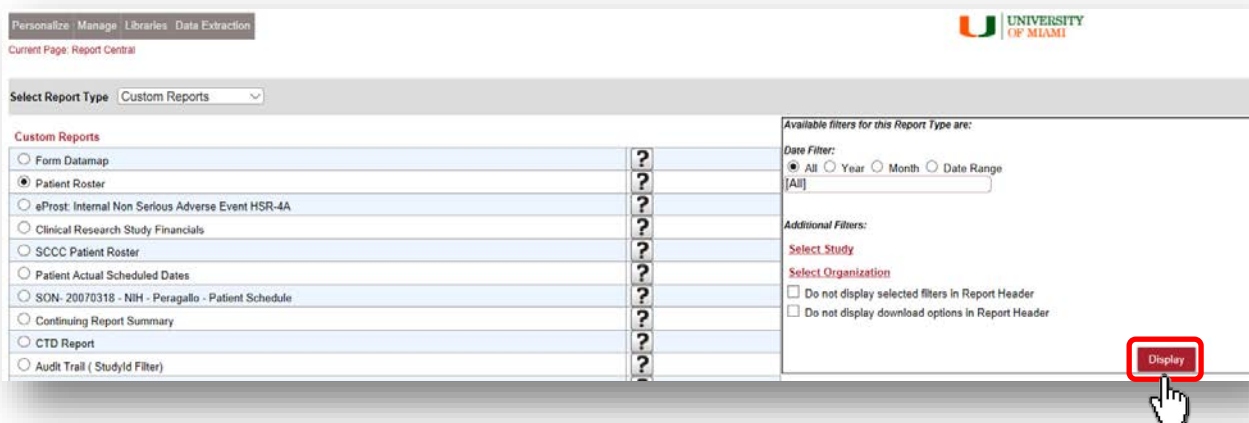 Personalize Manage Libraries Data Extraction
UNIVERSITY
OF MIAMI
Current Page: Report Central
Select Report Type Custom Reports
Custom Reports
Form Datamap ?
Patient Roster ?
eProst: Internal Non Serious Adverse Event HSR-4A ?
Clinical Research Study Financials ?
SCCC Patient Roster ?
Patient Actual Scheduled Dates ?
SON- 20070318 - NIH - Peragallo - Patient Schedule ?
Continuing Report Summary ?
CTD Report ?
Audit Trail ( StudyId Filter) ?
Available filters for this Report Type are:
Date Filter:
All Year Month Date Range
[All]
Additional Filters:
Select Study
Select Organization
Do not display selected filters in Report Header
Do not display download options in Report Header
Display